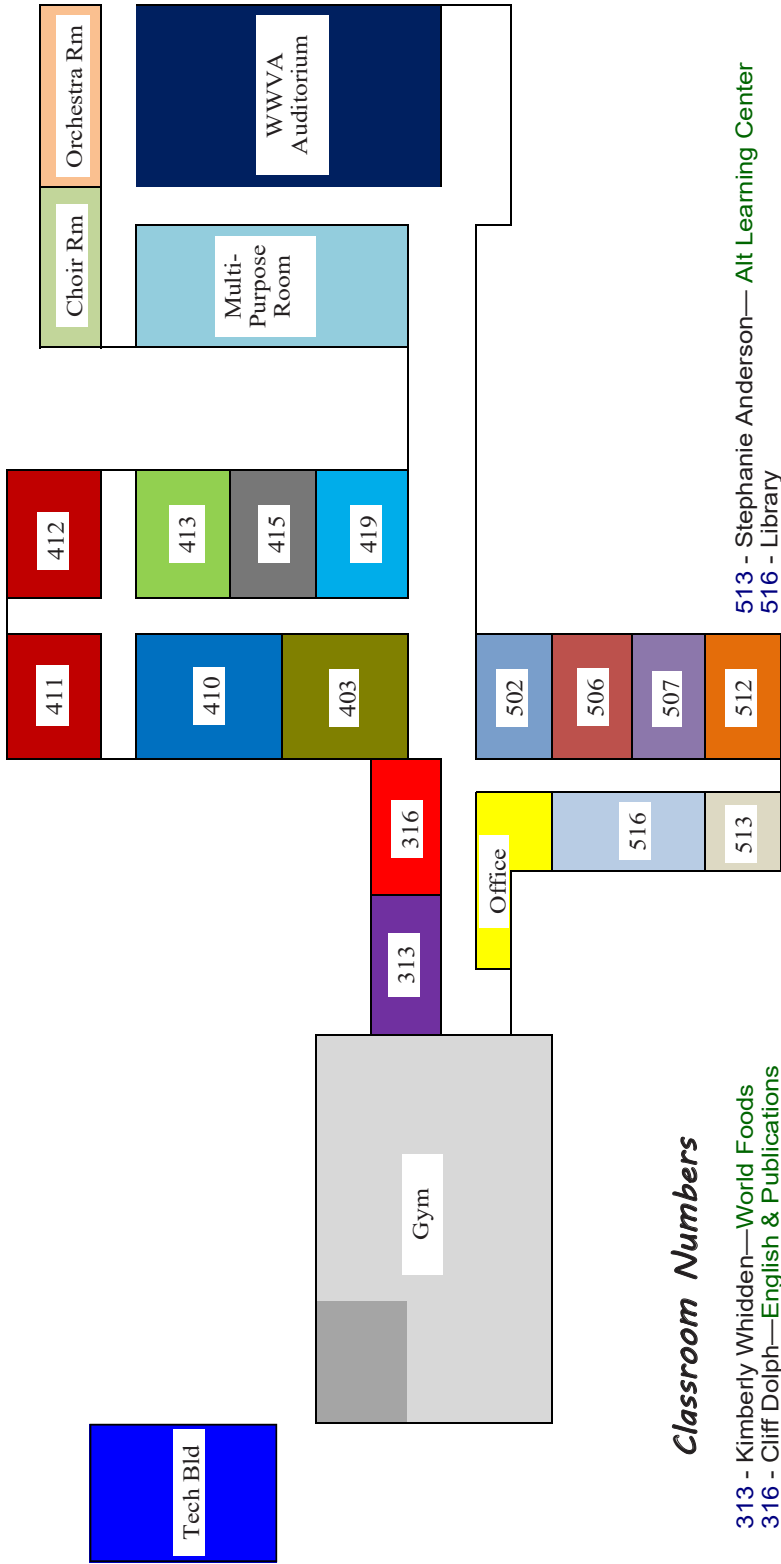 411
412
Choir Rm
Orchestra Rm
Tech Bld
410
413
415
Multi-
Purpose
Room
WWVA
Auditorium
403
419
313
316
Gym
Office
502
506
516
507
513
512
Classroom Numbers
313 - Kimberly Whidden—World Foods
316 - Cliff Dolph—English & Publications
513 - Stephanie Anderson— Alt Learning Center
516 - Library